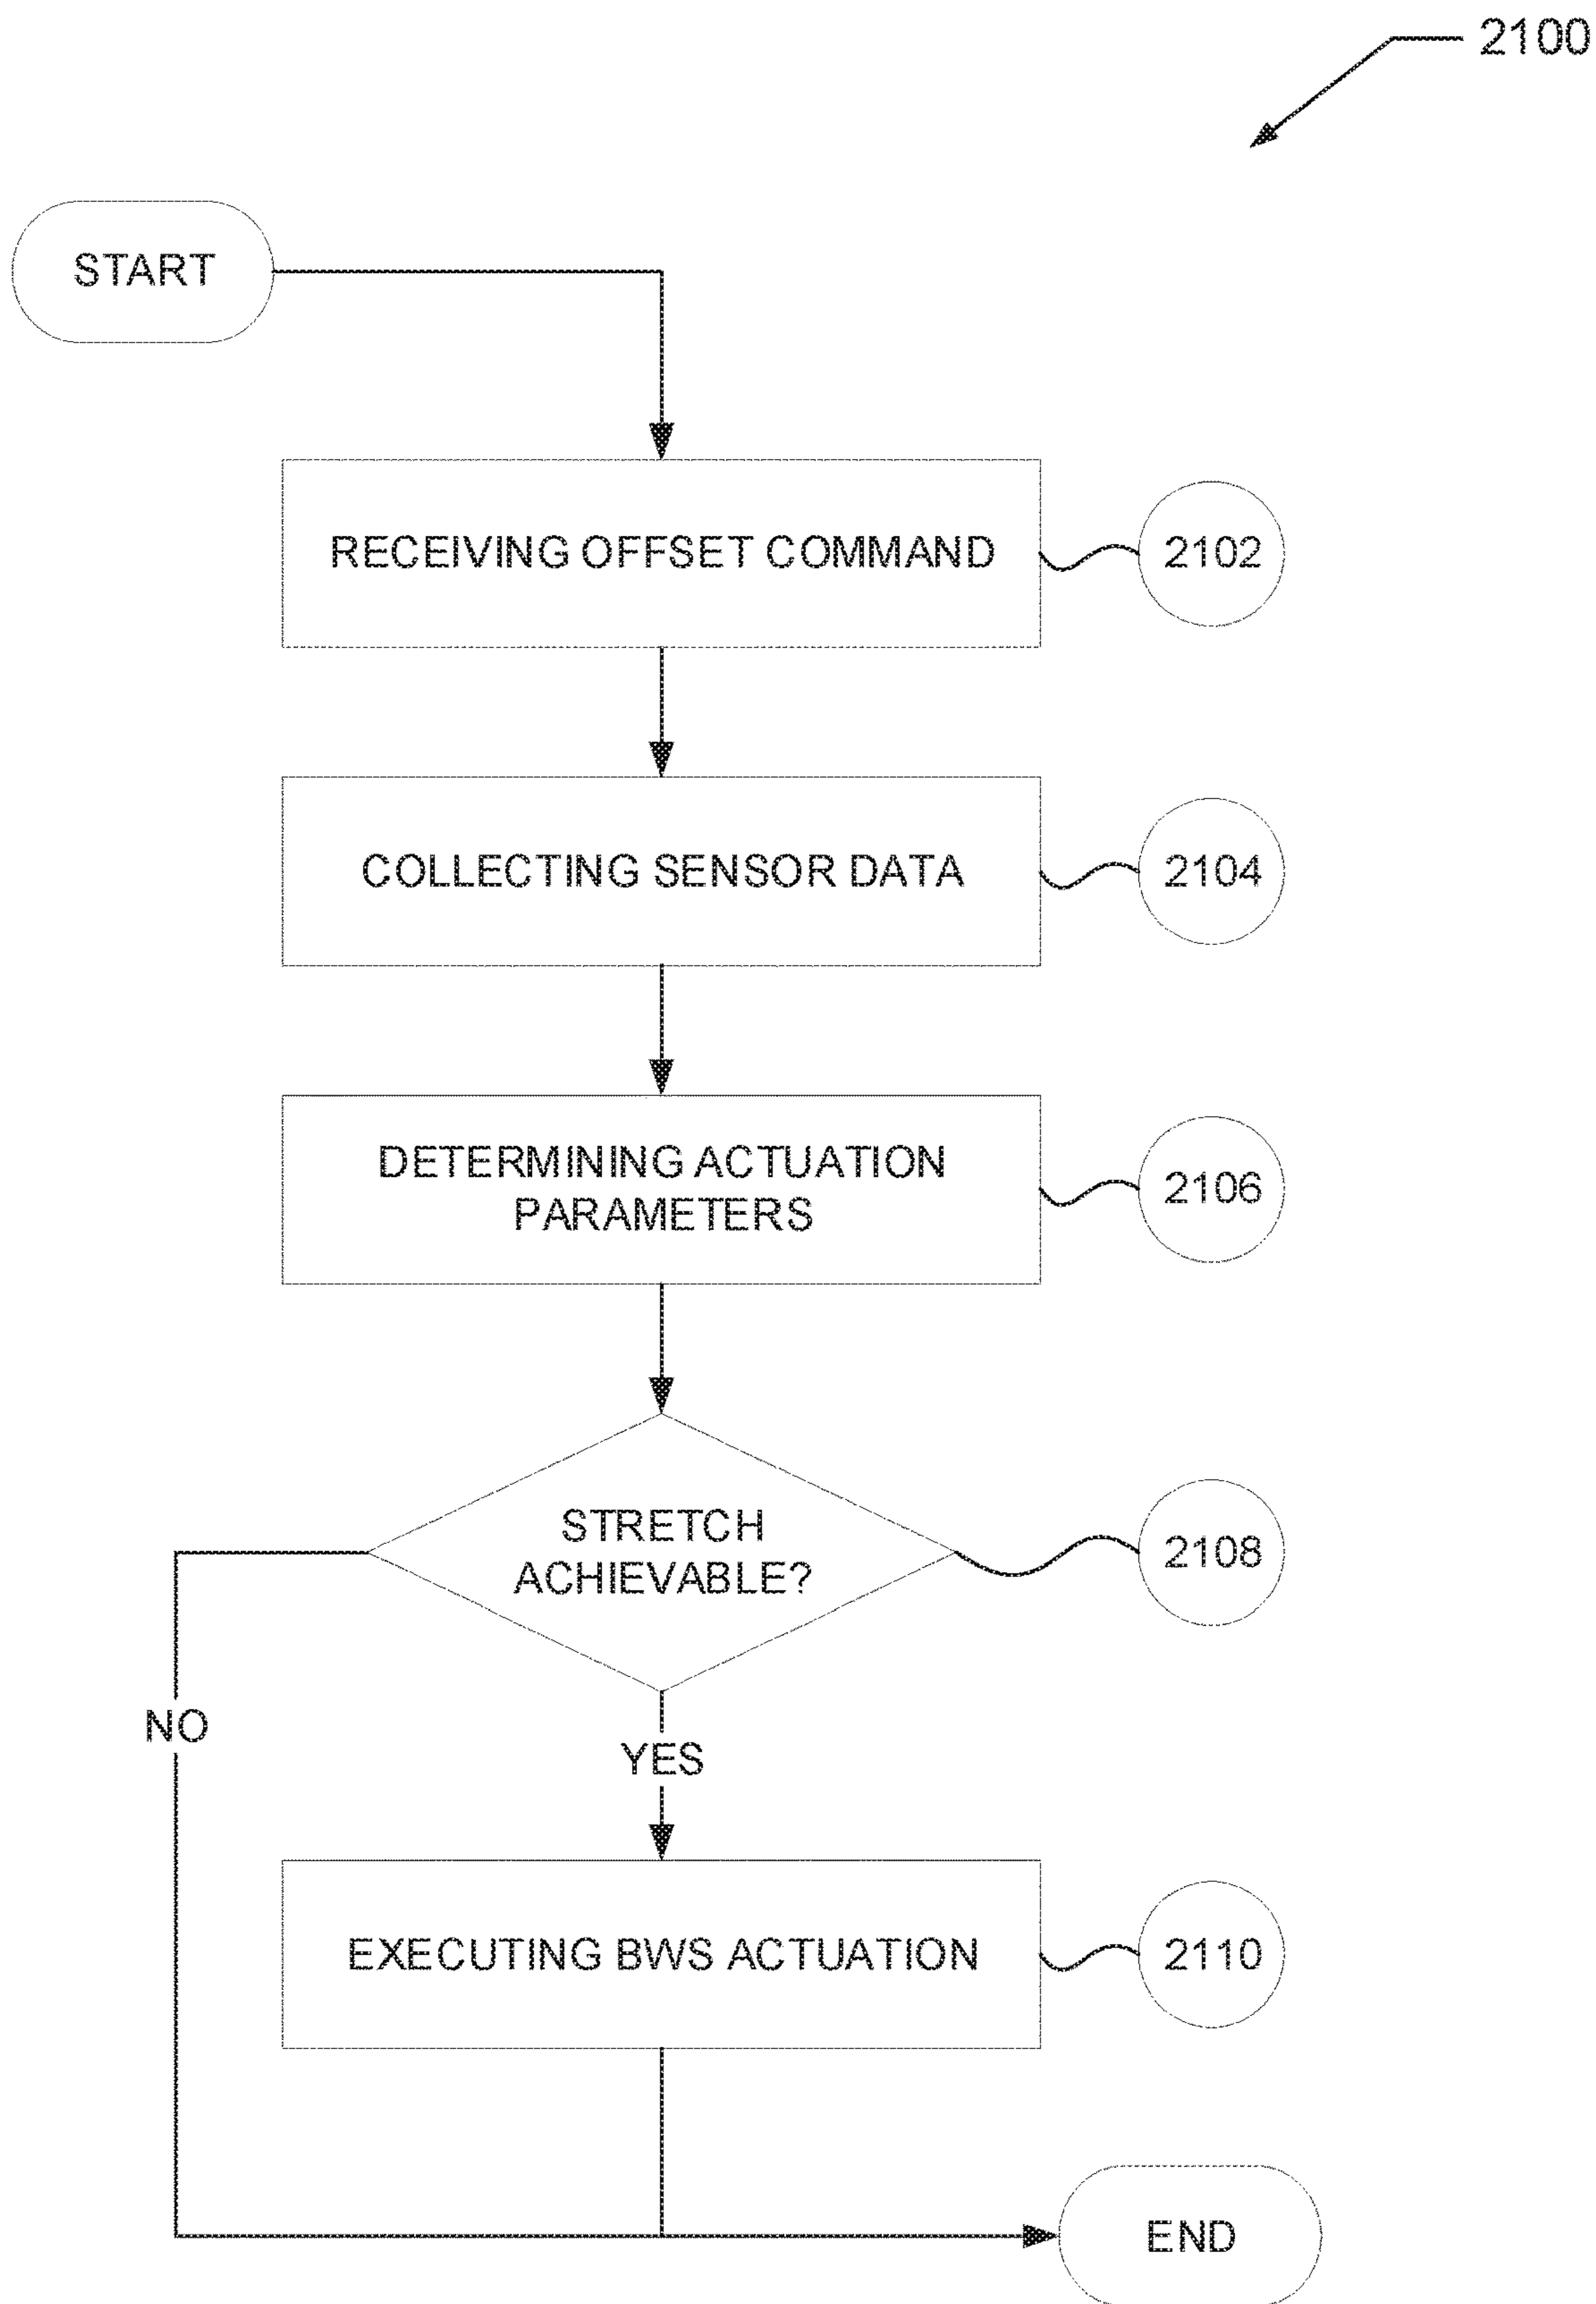 2100
START
RECEIVING OFFSET COMMAND
2102
COLLECTING SENSOR DATA
2104
DETERMINING ACTUATION
PARAMETERS
2106
STRETCH
ACHIEVABLE?
2108
NO
YES
EXECUTING BWS ACTUATION
2110
END